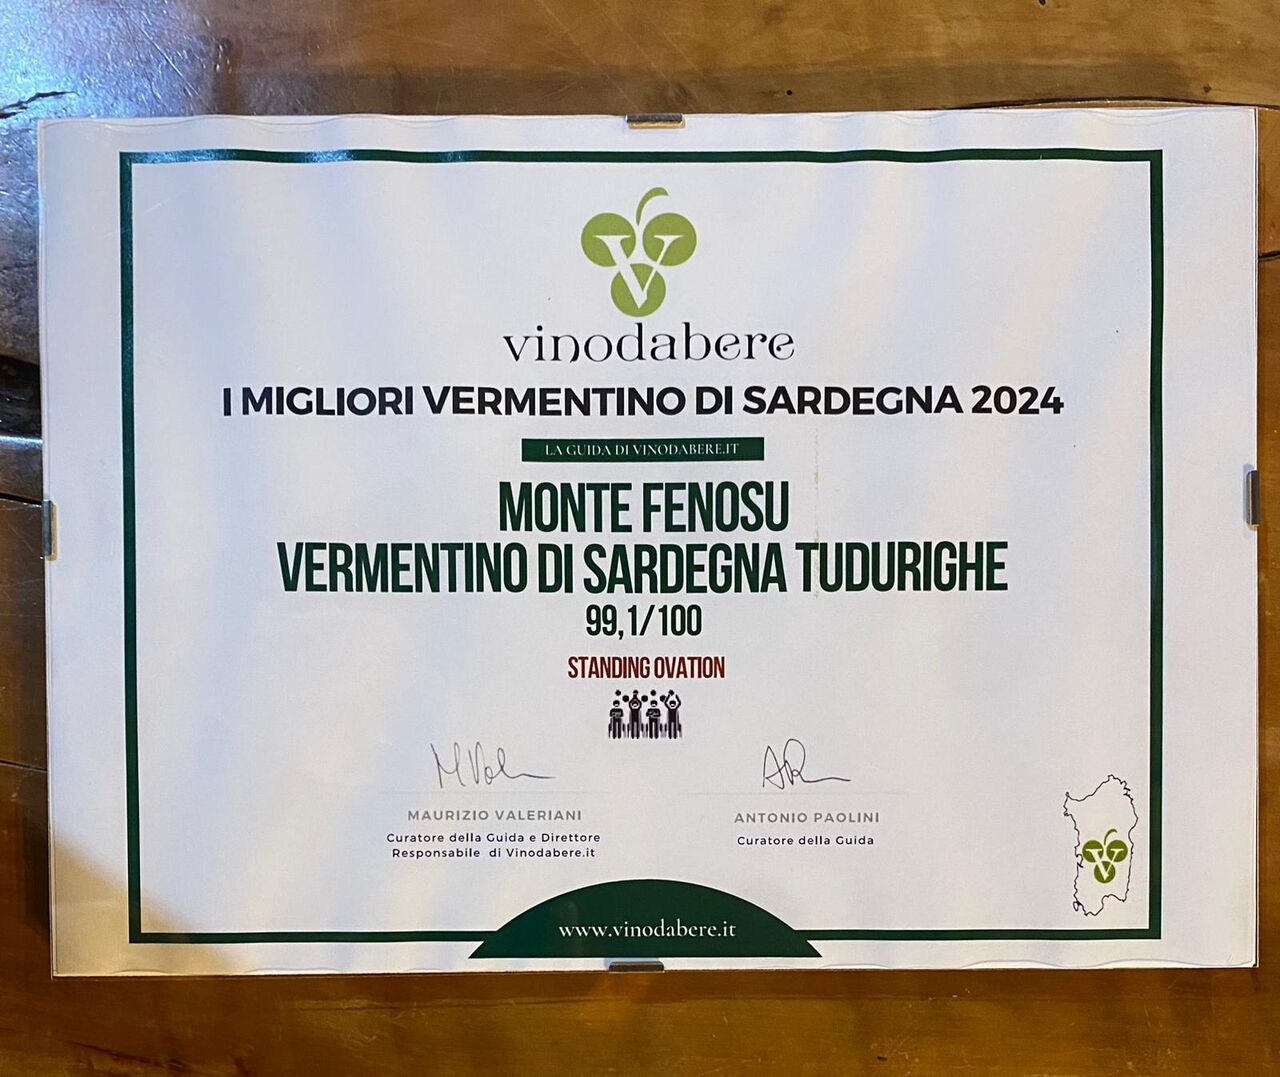 vinodabere
I MIGLIORI VERMENTINO DI SARDEGNA 2024
LA GUIDA DI VINODABERE.IT
MONTE FENOSU
VERMENTINO DI SARDEGNA TUDURIGHE
99,1/100
STANDING OVATION
MAURIZIO VALERIANI
Curatore della Guida e Direttore
Responsabile di Vinodabere.it
ANTONIO PAOLINI
Curatore della Guida
www.vinodabere.it